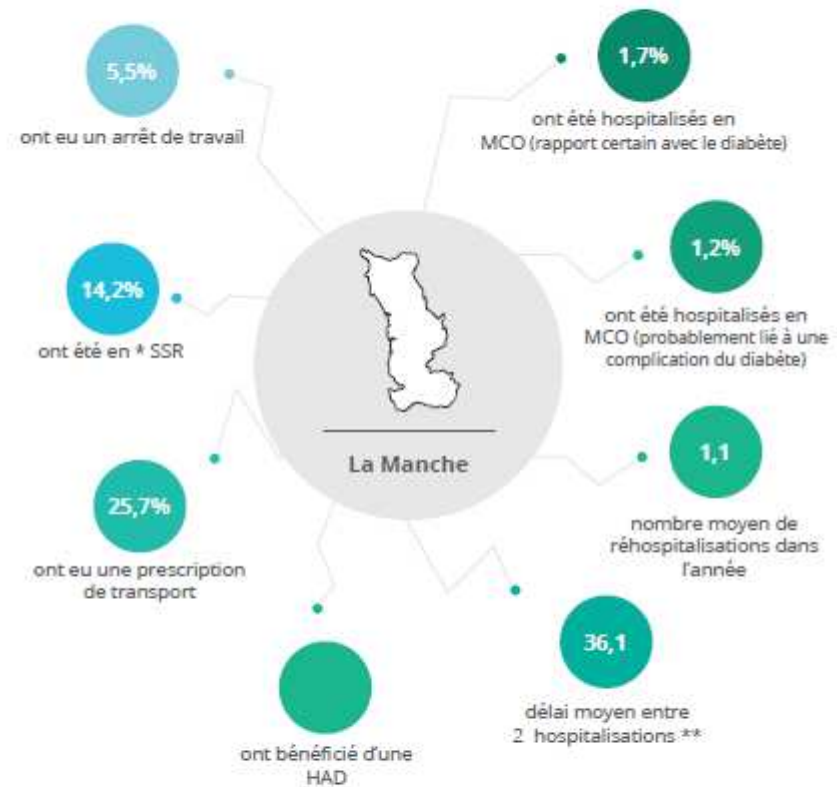 5,5%
ont eu un arrêt de travail
1,7%
ont été hospitalisés en
MCO (rapport certain avec le diabète)
14,2%
ont été en * SSR
1,2%
ont été hospitalisés en
MCO (probablement lié à une
complication du diabète)
La Manche
25,7%
ont eu une prescription
de transport
1,1
nombre moyen de
réhospitalisations dans
l'année
ont bénéficié d'une
HAD
36,1
délai moyen entre
2 hospitalisations **